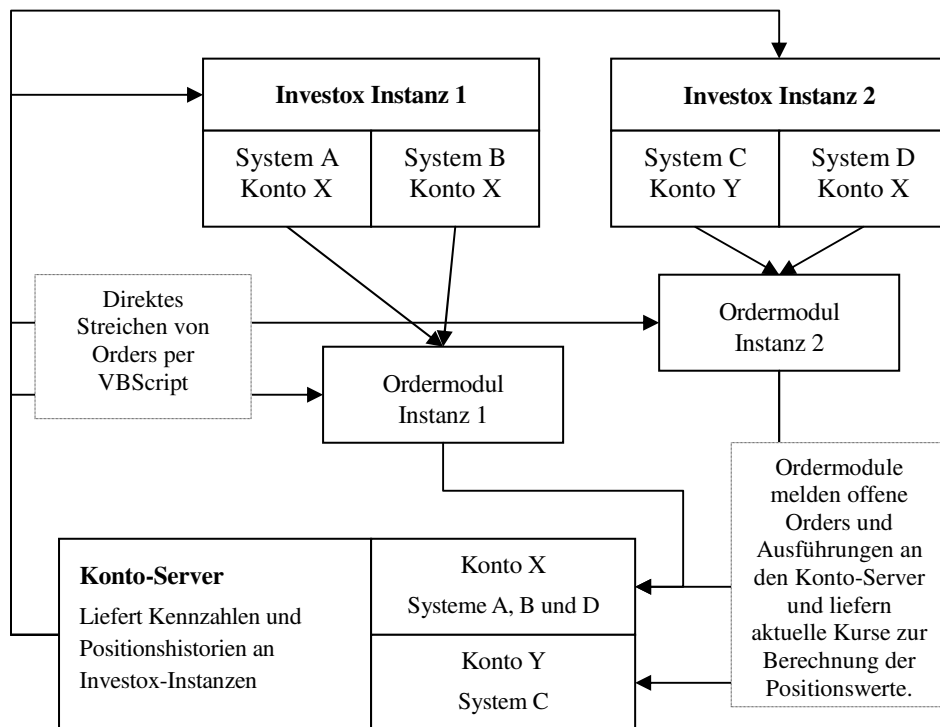 Investox Instanz 1
System A
Konto X
System B
Konto X
Investox Instanz 2
System C
Konto Y
System D
Konto X
Direktes
Streichen von
Orders per
VBScript
Ordermodul
Instanz 2
Ordermodul
Instanz 1
Ordermodule
melden offene
Orders und
Ausführungen an
den Konto-Server
und liefern
aktuelle Kurse zur
Berechnung der
Positionswerte.
Konto-Server
Liefert Kennzahlen und
Positionshistorien an
Investox-Instanzen
Konto X
Systeme A, B und D
Konto Y
System C